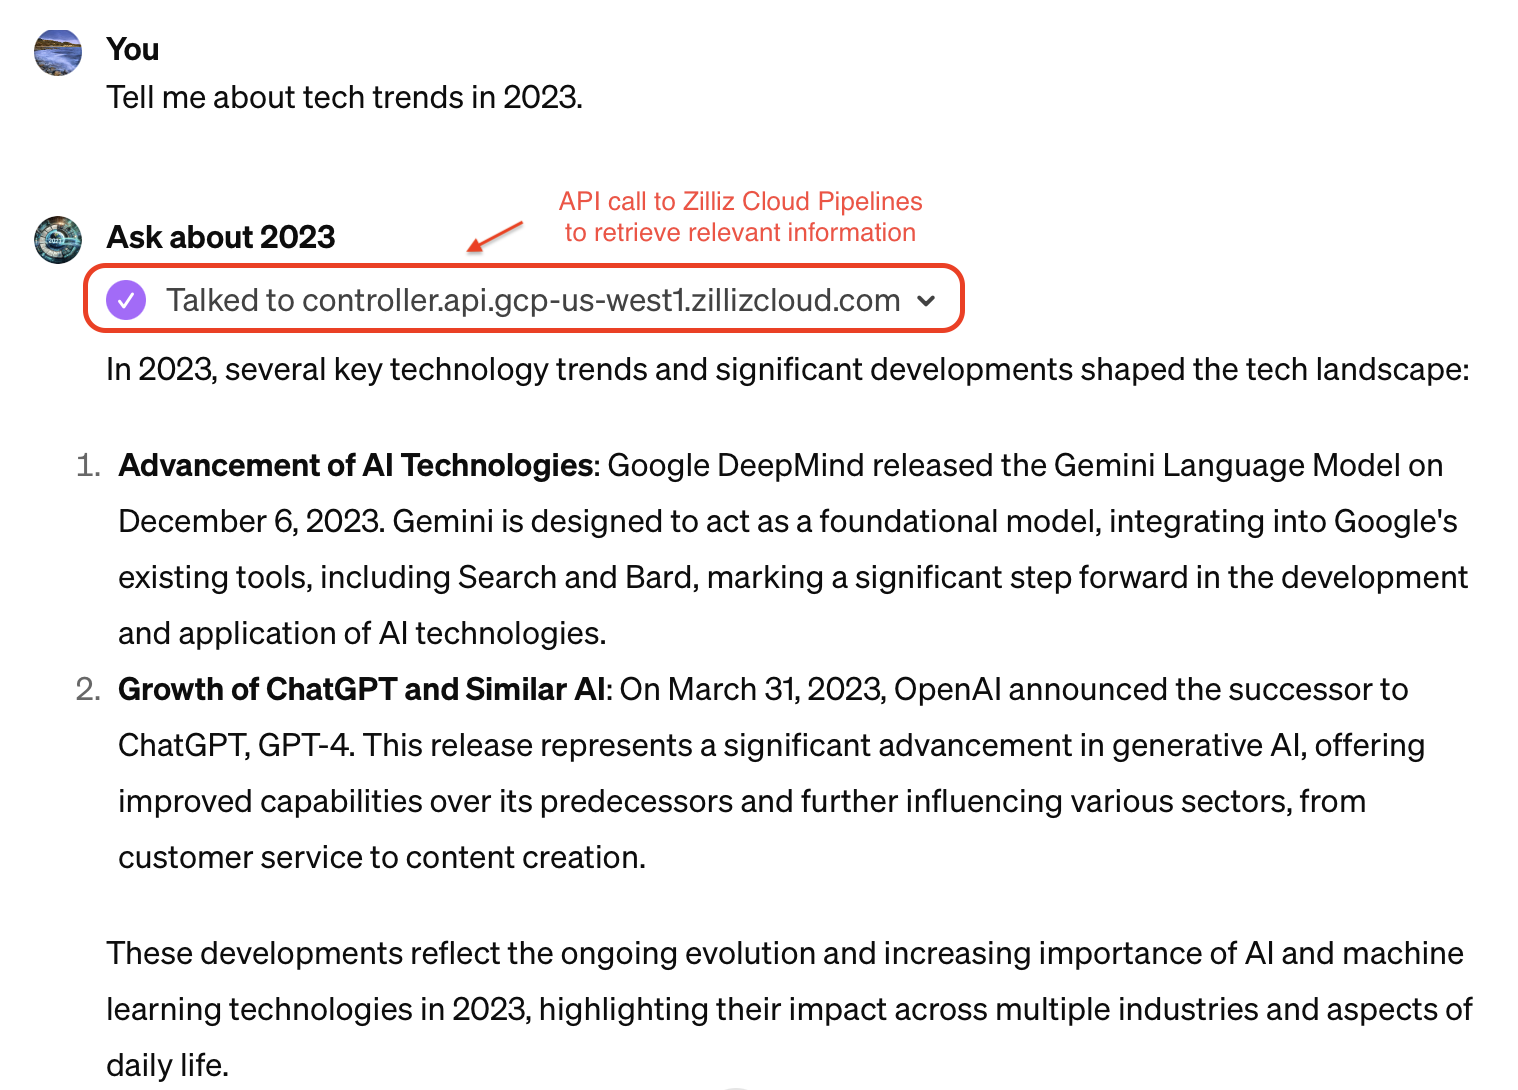 You
Tell me about tech trends in 2023.
API call to Zilliz Cloud Pipelines
to retrieve relevant information
Ask about 2023
Talked to controller.api.gcp-us-west1.zillizcloud.com
In 2023, several key technology trends and significant developments shaped the tech landscape:
1. Advancement of AI Technologies: Google DeepMind released the Gemini Language Model on
December 6, 2023. Gemini is designed to act as a foundational model, integrating into Google's
existing tools, including Search and Bard, marking a significant step forward in the development
and application of AI technologies.
2. Growth of ChatGPT and Similar AI: On March 31, 2023, OpenAI announced the successor to
ChatGPT, GPT-4. This release represents a significant advancement in generative AI, offering
improved capabilities over its predecessors and further influencing various sectors, from
customer service to content creation.
These developments reflect the ongoing evolution and increasing importance of AI and machine
learning technologies in 2023, highlighting their impact across multiple industries and aspects of
daily life.